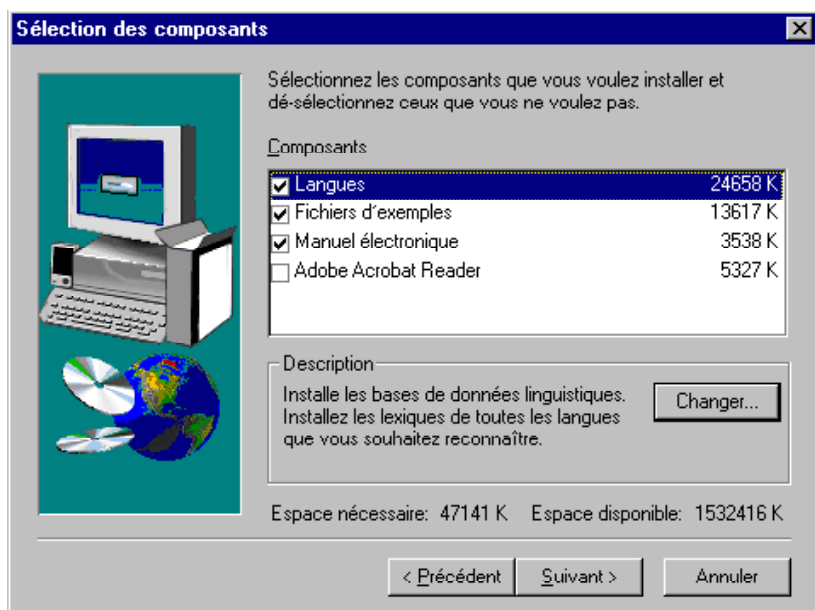 Sélection des composants
Sélectionnez les composants que vous voulez installer et
dé-sélectionnez ceux que vous ne voulez pas.
Composants
Langues 24658 K
Fichiers d'exemples 13617 K
Manuel électronique 3538 K
Adobe Acrobat Reader 5327 K
Description
Installe les bases de données linguistiques.
Installez les lexiques de toutes les langues
que vous souhaitez reconnaître.
Changer...
Espace nécessaire: 47141 K Espace disponible: 1532416 K
< Précédent Suivant > Annuler